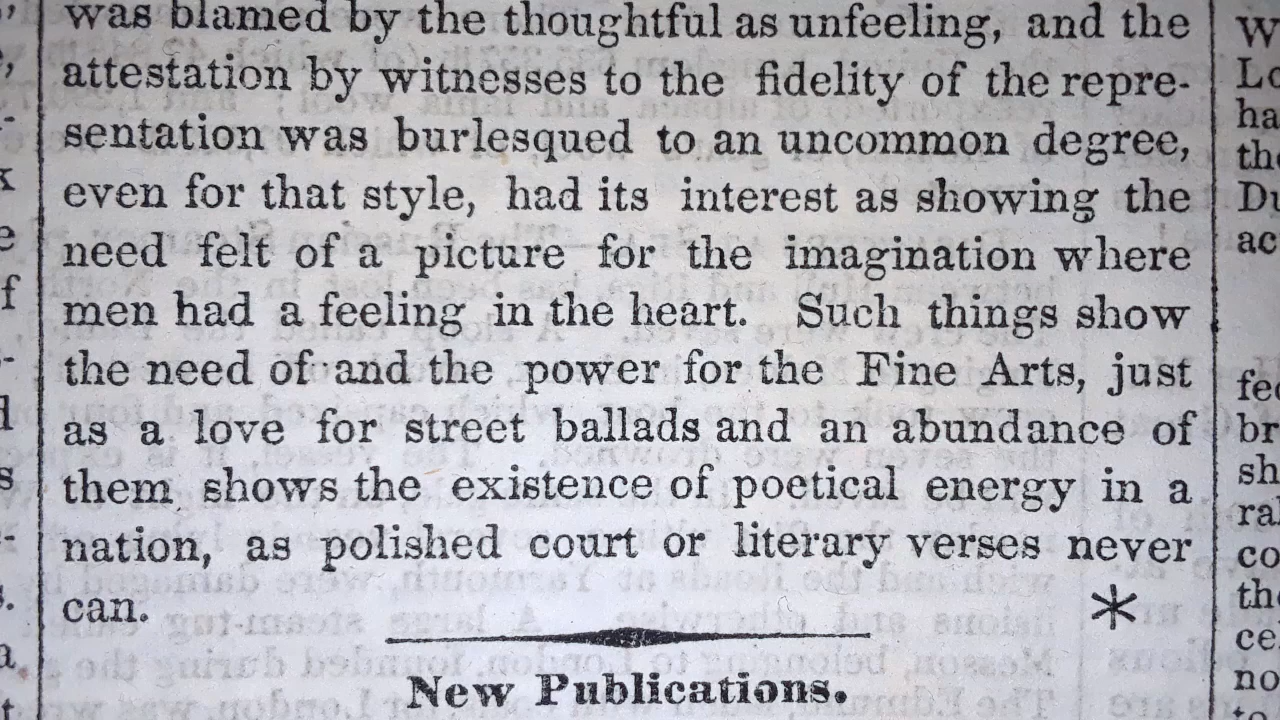 was blamed by the thoughtful as unfeeling, and the
attestation by witnesses to the fidelity of the repre-
sentation was burlesqued to an uncommon degree,
even for that style, had its interest as showing the
need felt of a picture for the imagination where
men had a feeling in the heart. Such things show
the need of and the power for the Fine Arts, just
as a love for street ballads and an abundance of
them shows the existence of poetical energy in a
nation, as polished court or literary verses never
can. *
New Publications.